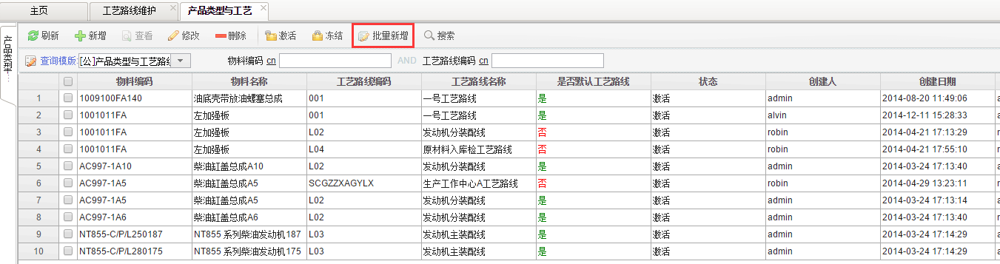 主页 工艺路线维护 产品类型与工艺
刷新 新增 查看 修改 删除 激活 冻结 批量新增 搜索
产品类型...
查询模版: [公]产品类型与工艺路线 物料编码 cn AND 工艺路线编码 cn
物料编码 物料名称 工艺路线编码 工艺路线名称 是否默认工艺路线 状态 创建人 创建日期
1 1009100FA140 油底壳带放油螺塞总成 001 一号工艺路线 是 激活 admin 2014-08-20 11:49:06
2 1001011FA 左加强板 001 一号工艺路线 是 激活 alvin 2014-12-11 15:28:33
3 1001011FA 左加强板 L02 发动机分装配线 否 激活 robin 2014-04-21 17:13:29
4 1001011FA 左加强板 L04 原材料入库检工艺路线 否 激活 robin 2014-04-21 17:55:10
5 AC997-1A10 柴油缸盖总成A10 L02 发动机分装配线 是 激活 admin 2014-03-24 17:13:40
6 AC997-1A5 柴油缸盖总成A5 SCGZZXAGYLX 生产工作中心A工艺路线 否 激活 robin 2014-04-29 13:23:11
7 AC997-1A5 柴油缸盖总成A5 L02 发动机分装配线 是 激活 admin 2014-03-24 17:13:14
8 AC997-1A6 柴油缸盖总成A6 L02 发动机分装配线 是 激活 admin 2014-03-24 17:13:40
9 NT855-C/P/L250187 NT855 系列柴油发动机187 L03 发动机主装配线 是 激活 admin 2014-03-24 17:14:29
10 NT855-C/P/L280175 NT855 系列柴油发动机175 L03 发动机主装配线 是 激活 admin 2014-03-24 17:14:29